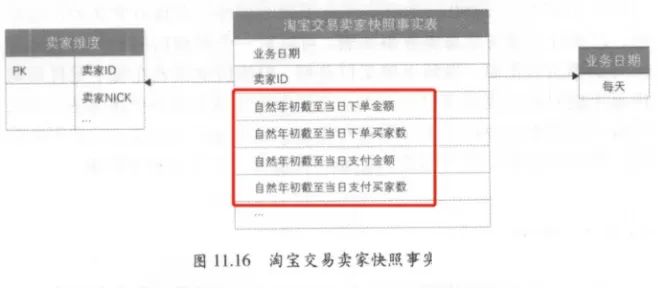 淘宝交易卖家快照事实表
卖家维度
PK
卖家ID
卖家NICK
...
业务日期
卖家ID
自然年初截至当日下单金额
自然年初截至当日下单买家数
自然年初截至当日支付金额
自然年初截至当日支付买家数
...
业务日期
每天
图 11.16 淘宝交易卖家快照事